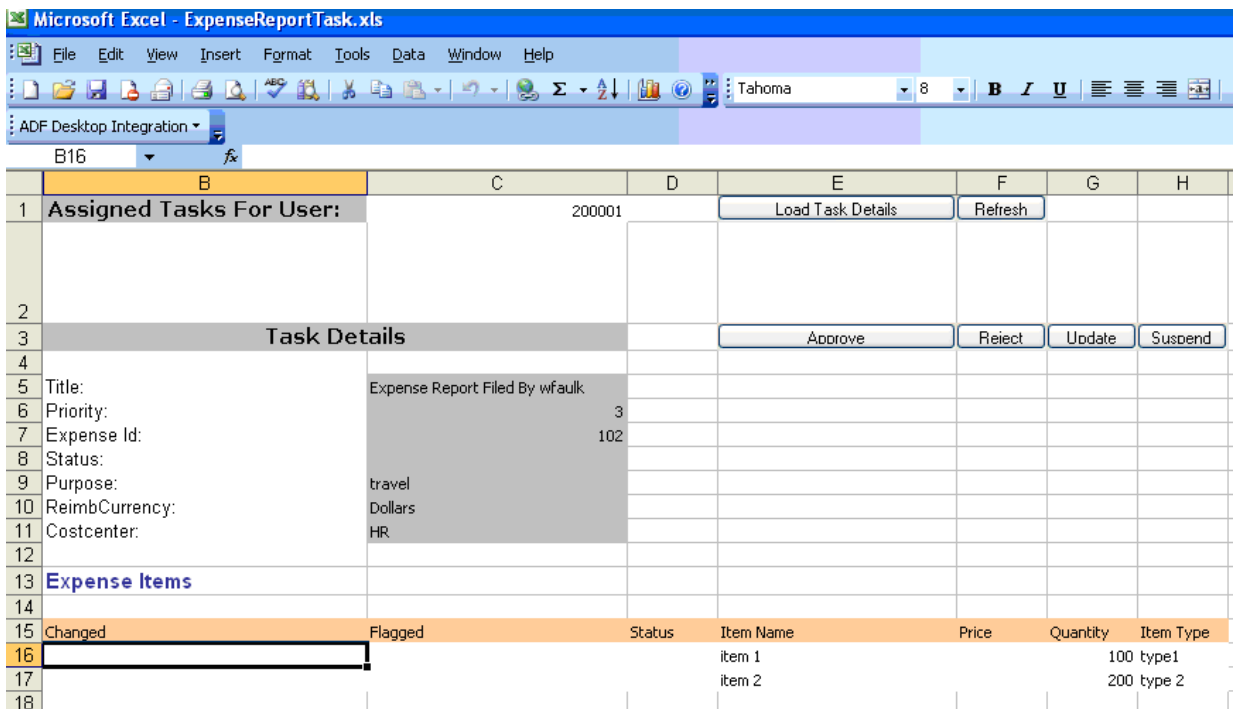 Microsoft Excel - ExpenseReportTask.xls
File Edit View Insert Format Tools Data Window Help
Tahoma 8 B I U
ADF Desktop Integration
B16 fx
B C D E F G H
1 Assigned Tasks For User: 200001 Load Task Details Refresh
2
3 Task Details Approve Reject Update Suspend
4
5 Title: Expense Report Filed By wfaulk
6 Priority: 3
7 Expense Id: 102
8 Status:
9 Purpose: travel
10 ReimbCurrency: Dollars
11 Costcenter: HR
12
13 Expense Items
14
15 Changed Flagged Status Item Name Price Quantity Item Type
16 item 1 100 type1
17 item 2 200 type 2
18